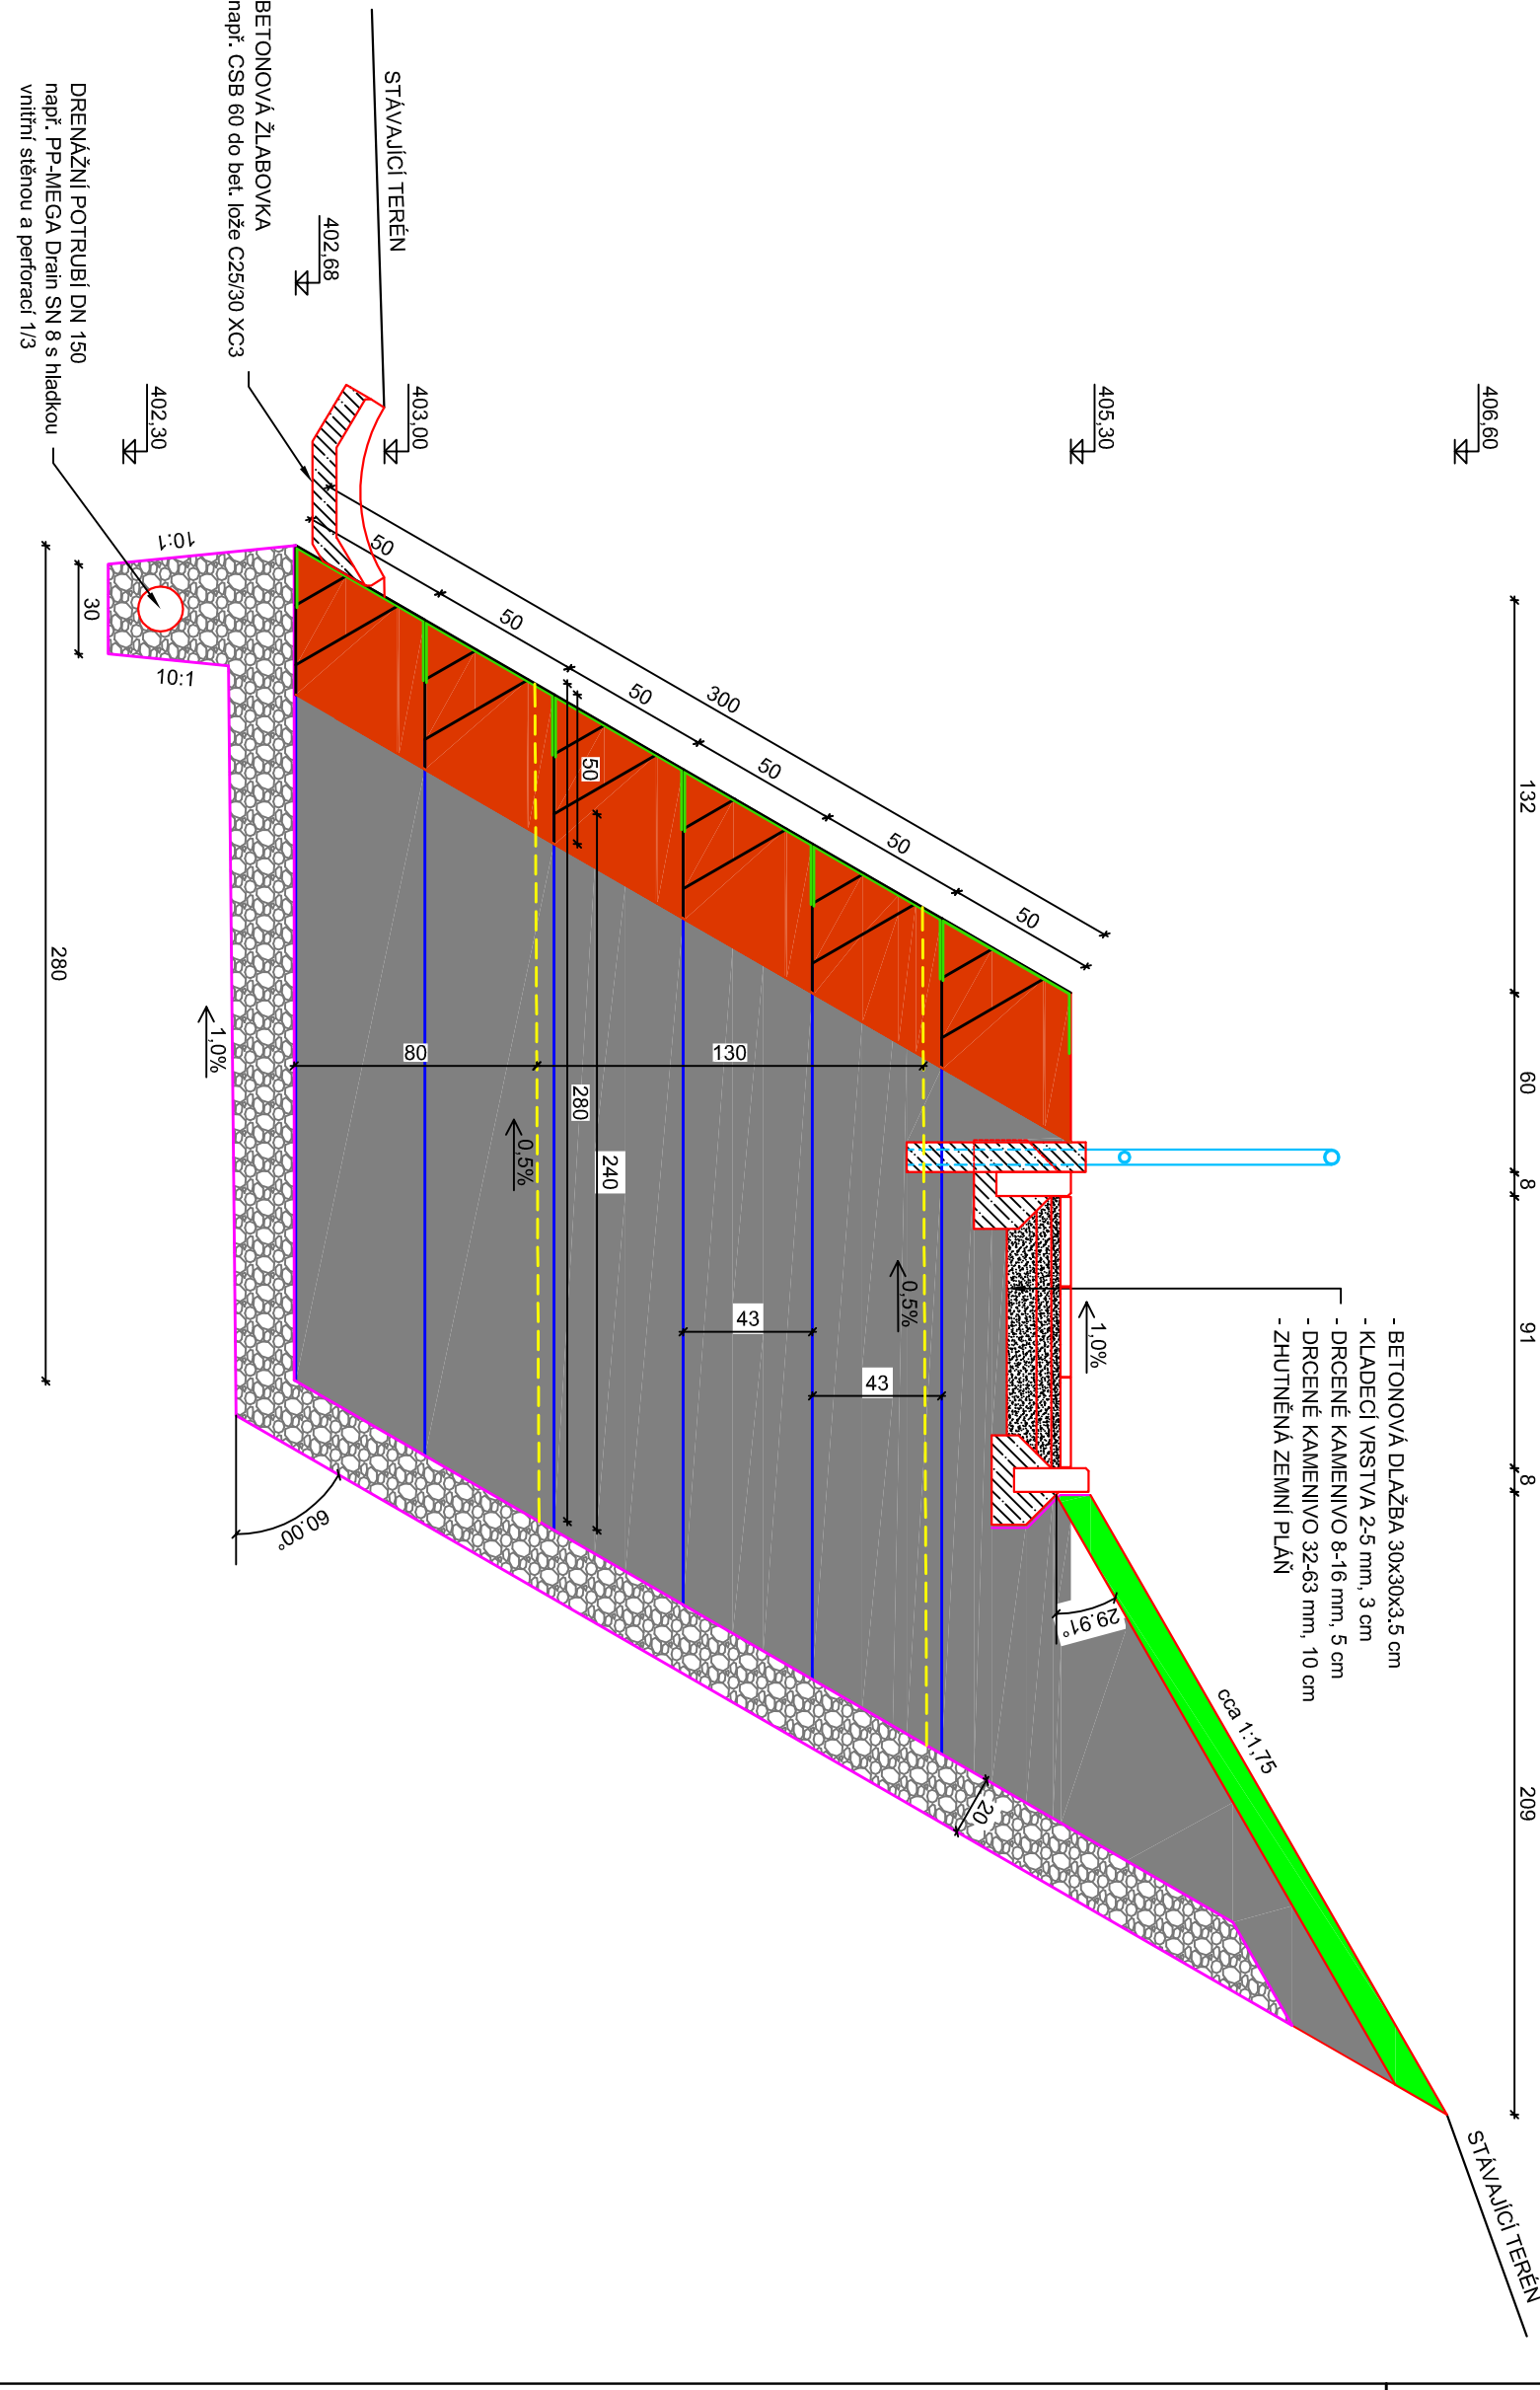 132
60
8
91
8
209
406,60
405,30
403,00
402,68
402,30
- BETONOVÁ DLAŽBA 30x30x3.5 cm
- KLADECÍ VRSTVA 2-5 mm, 3 cm
- DRCENÉ KAMENIVO 8-16 mm, 5 cm
- DRCENÉ KAMENIVO 32-63 mm, 10 cm
- ZHUTNĚNÁ ZEMNÍ PLÁŇ
STÁVAJÍCÍ TERÉN
cca 1:1,75
1,0%
29.91°
0,5%
20
300
50
50
50
50
50
50
43
43
130
80
50
240
280
0,5%
STÁVAJÍCÍ TERÉN
BETONOVÁ ŽLABOVKA
např. CSB 60 do bet. lože C25/30 XC3
60.00°
1,0%
10:1
10:1
30
280
DRENÁŽNÍ POTRUBÍ DN 150
např. PP-MEGA Drain SN 8 s hladkou
vnitřní stěnou a perforací 1/3